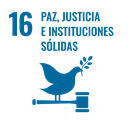 16 PAZ, JUSTICIA
E INSTITUCIONES
SÓLIDAS